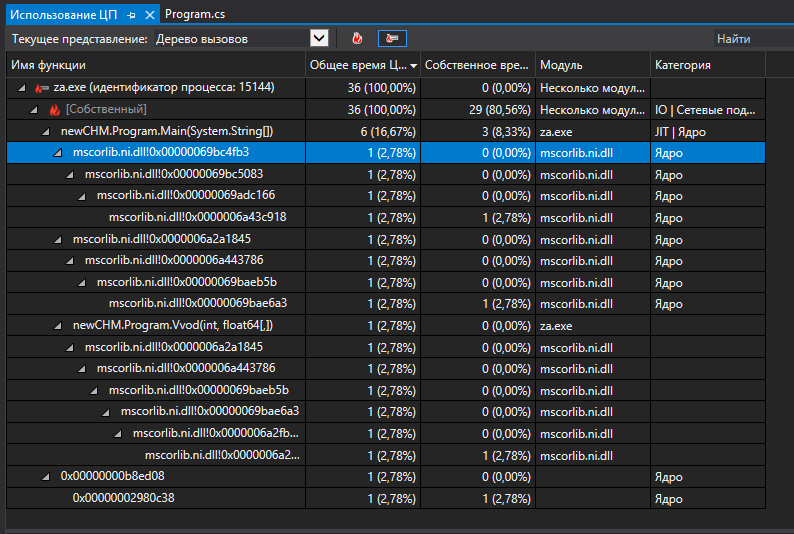 Использование ЦП Program.cs
Текущее представление: Дерево вызовов Найти
Имя функции Общее время Ц... Собственное вре... Модуль Категория
za.exe (идентификатор процесса: 15144) 36 (100,00%) 0 (0,00%) Несколько модул...
[Собственный] 36 (100,00%) 29 (80,56%) Несколько модул... IO | Сетевые под...
newCHM.Program.Main(System.String[]) 6 (16,67%) 3 (8,33%) za.exe JIT | Ядро
mscorlib.ni.dll!0x00000069bc4fb3 1 (2,78%) 0 (0,00%) mscorlib.ni.dll Ядро
mscorlib.ni.dll!0x00000069bc5083 1 (2,78%) 0 (0,00%) mscorlib.ni.dll Ядро
mscorlib.ni.dll!0x00000069adc166 1 (2,78%) 0 (0,00%) mscorlib.ni.dll Ядро
mscorlib.ni.dll!0x0000006a43c918 1 (2,78%) 1 (2,78%) mscorlib.ni.dll Ядро
mscorlib.ni.dll!0x0000006a2a1845 1 (2,78%) 0 (0,00%) mscorlib.ni.dll Ядро
mscorlib.ni.dll!0x0000006a443786 1 (2,78%) 0 (0,00%) mscorlib.ni.dll Ядро
mscorlib.ni.dll!0x00000069baeb5b 1 (2,78%) 0 (0,00%) mscorlib.ni.dll Ядро
mscorlib.ni.dll!0x00000069bae6a3 1 (2,78%) 1 (2,78%) mscorlib.ni.dll Ядро
newCHM.Program.Vvod(int, float64[,]) 1 (2,78%) 0 (0,00%) za.exe
mscorlib.ni.dll!0x0000006a2a1845 1 (2,78%) 0 (0,00%) mscorlib.ni.dll
mscorlib.ni.dll!0x0000006a443786 1 (2,78%) 0 (0,00%) mscorlib.ni.dll
mscorlib.ni.dll!0x00000069baeb5b 1 (2,78%) 0 (0,00%) mscorlib.ni.dll
mscorlib.ni.dll!0x00000069bae6a3 1 (2,78%) 0 (0,00%) mscorlib.ni.dll
mscorlib.ni.dll!0x0000006a2fb... 1 (2,78%) 0 (0,00%) mscorlib.ni.dll
mscorlib.ni.dll!0x0000006a2... 1 (2,78%) 1 (2,78%) mscorlib.ni.dll
0x00000000b8ed08 1 (2,78%) 0 (0,00%) Ядро
0x00000002980c38 1 (2,78%) 1 (2,78%) Ядро